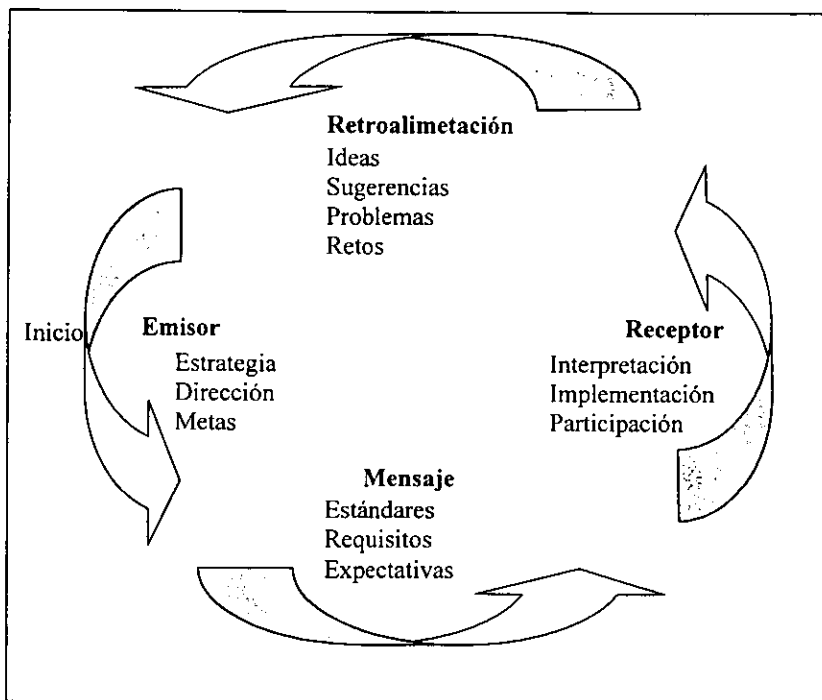 Retroalimetación
Ideas
Sugerencias
Problemas
Retos
Inicio
Emisor
Estrategia
Dirección
Metas
Receptor
Interpretación
Implementación
Participación
Mensaje
Estándares
Requisitos
Expectativas